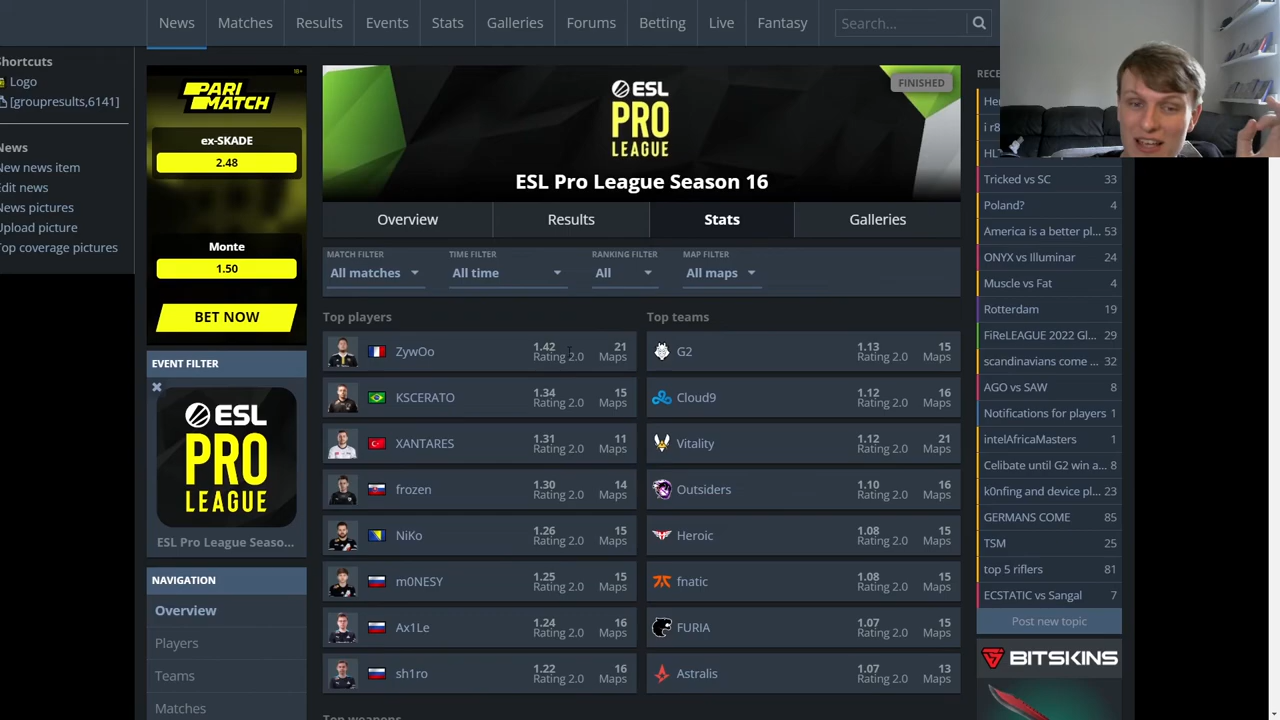 News Matches Results Events Stats Galleries Forums Betting Live Fantasy Search...
Shortcuts
Logo
[groupresults,6141]
News
New news item
Edit news
News pictures
Upload picture
Top coverage pictures
18+
PARI MATCH
ex-SKADE
2.48
Monte
1.50
BET NOW
EVENT FILTER
ESL PRO LEAGUE
ESL Pro League Seaso...
NAVIGATION
Overview
Players
Teams
Matches
ESL PRO LEAGUE
FINISHED
ESL Pro League Season 16
Overview Results Stats Galleries
MATCH FILTER TIME FILTER RANKING FILTER MAP FILTER
All matches All time All All maps
Top players
ZywOo 1.42 Rating 2.0 21 Maps
KSCERATO 1.34 Rating 2.0 15 Maps
XANTARES 1.31 Rating 2.0 11 Maps
frozen 1.30 Rating 2.0 14 Maps
NiKo 1.26 Rating 2.0 15 Maps
m0NESY 1.25 Rating 2.0 15 Maps
Ax1Le 1.24 Rating 2.0 16 Maps
sh1ro 1.22 Rating 2.0 16 Maps
Top teams
G2 1.13 Rating 2.0 15 Maps
Cloud9 1.12 Rating 2.0 16 Maps
Vitality 1.12 Rating 2.0 21 Maps
Outsiders 1.10 Rating 2.0 16 Maps
Heroic 1.08 Rating 2.0 15 Maps
fnatic 1.08 Rating 2.0 15 Maps
FURIA 1.07 Rating 2.0 15 Maps
Astralis 1.07 Rating 2.0 13 Maps
RECE
Her
i r8
HLT
Tricked vs SC 33
Poland? 4
America is a better pl... 53
ONYX vs Illuminar 24
Muscle vs Fat 4
Rotterdam 19
FiReLEAGUE 2022 Gl... 29
scandinavians come ... 32
AGO vs SAW 8
Notifications for players 1
intelAfricaMasters 1
Celibate until G2 win a... 8
k0nfing and device pl... 23
GERMANS COME 85
TSM 25
top 5 riflers 81
ECSTATIC vs Sangal 7
Post new topic
BITSKINS